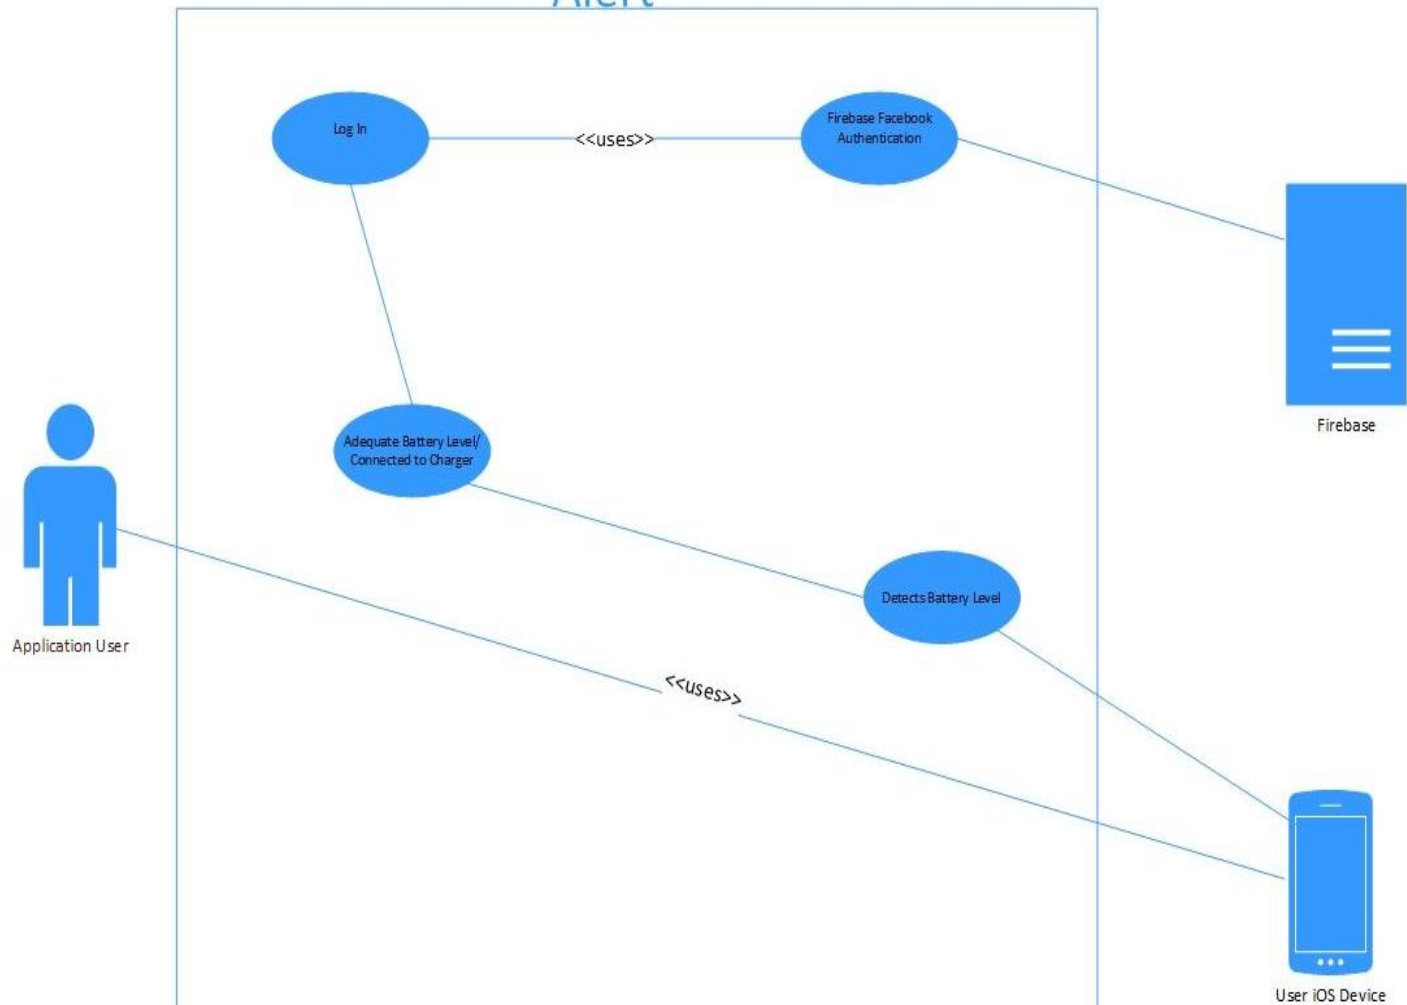 Alert
Log In
<<uses>>
Firebase Facebook
Authentication
Firebase
Adequate Battery Level/
Connected to Charger
Detects Battery Level
Application User
<<uses>>
User iOS Device